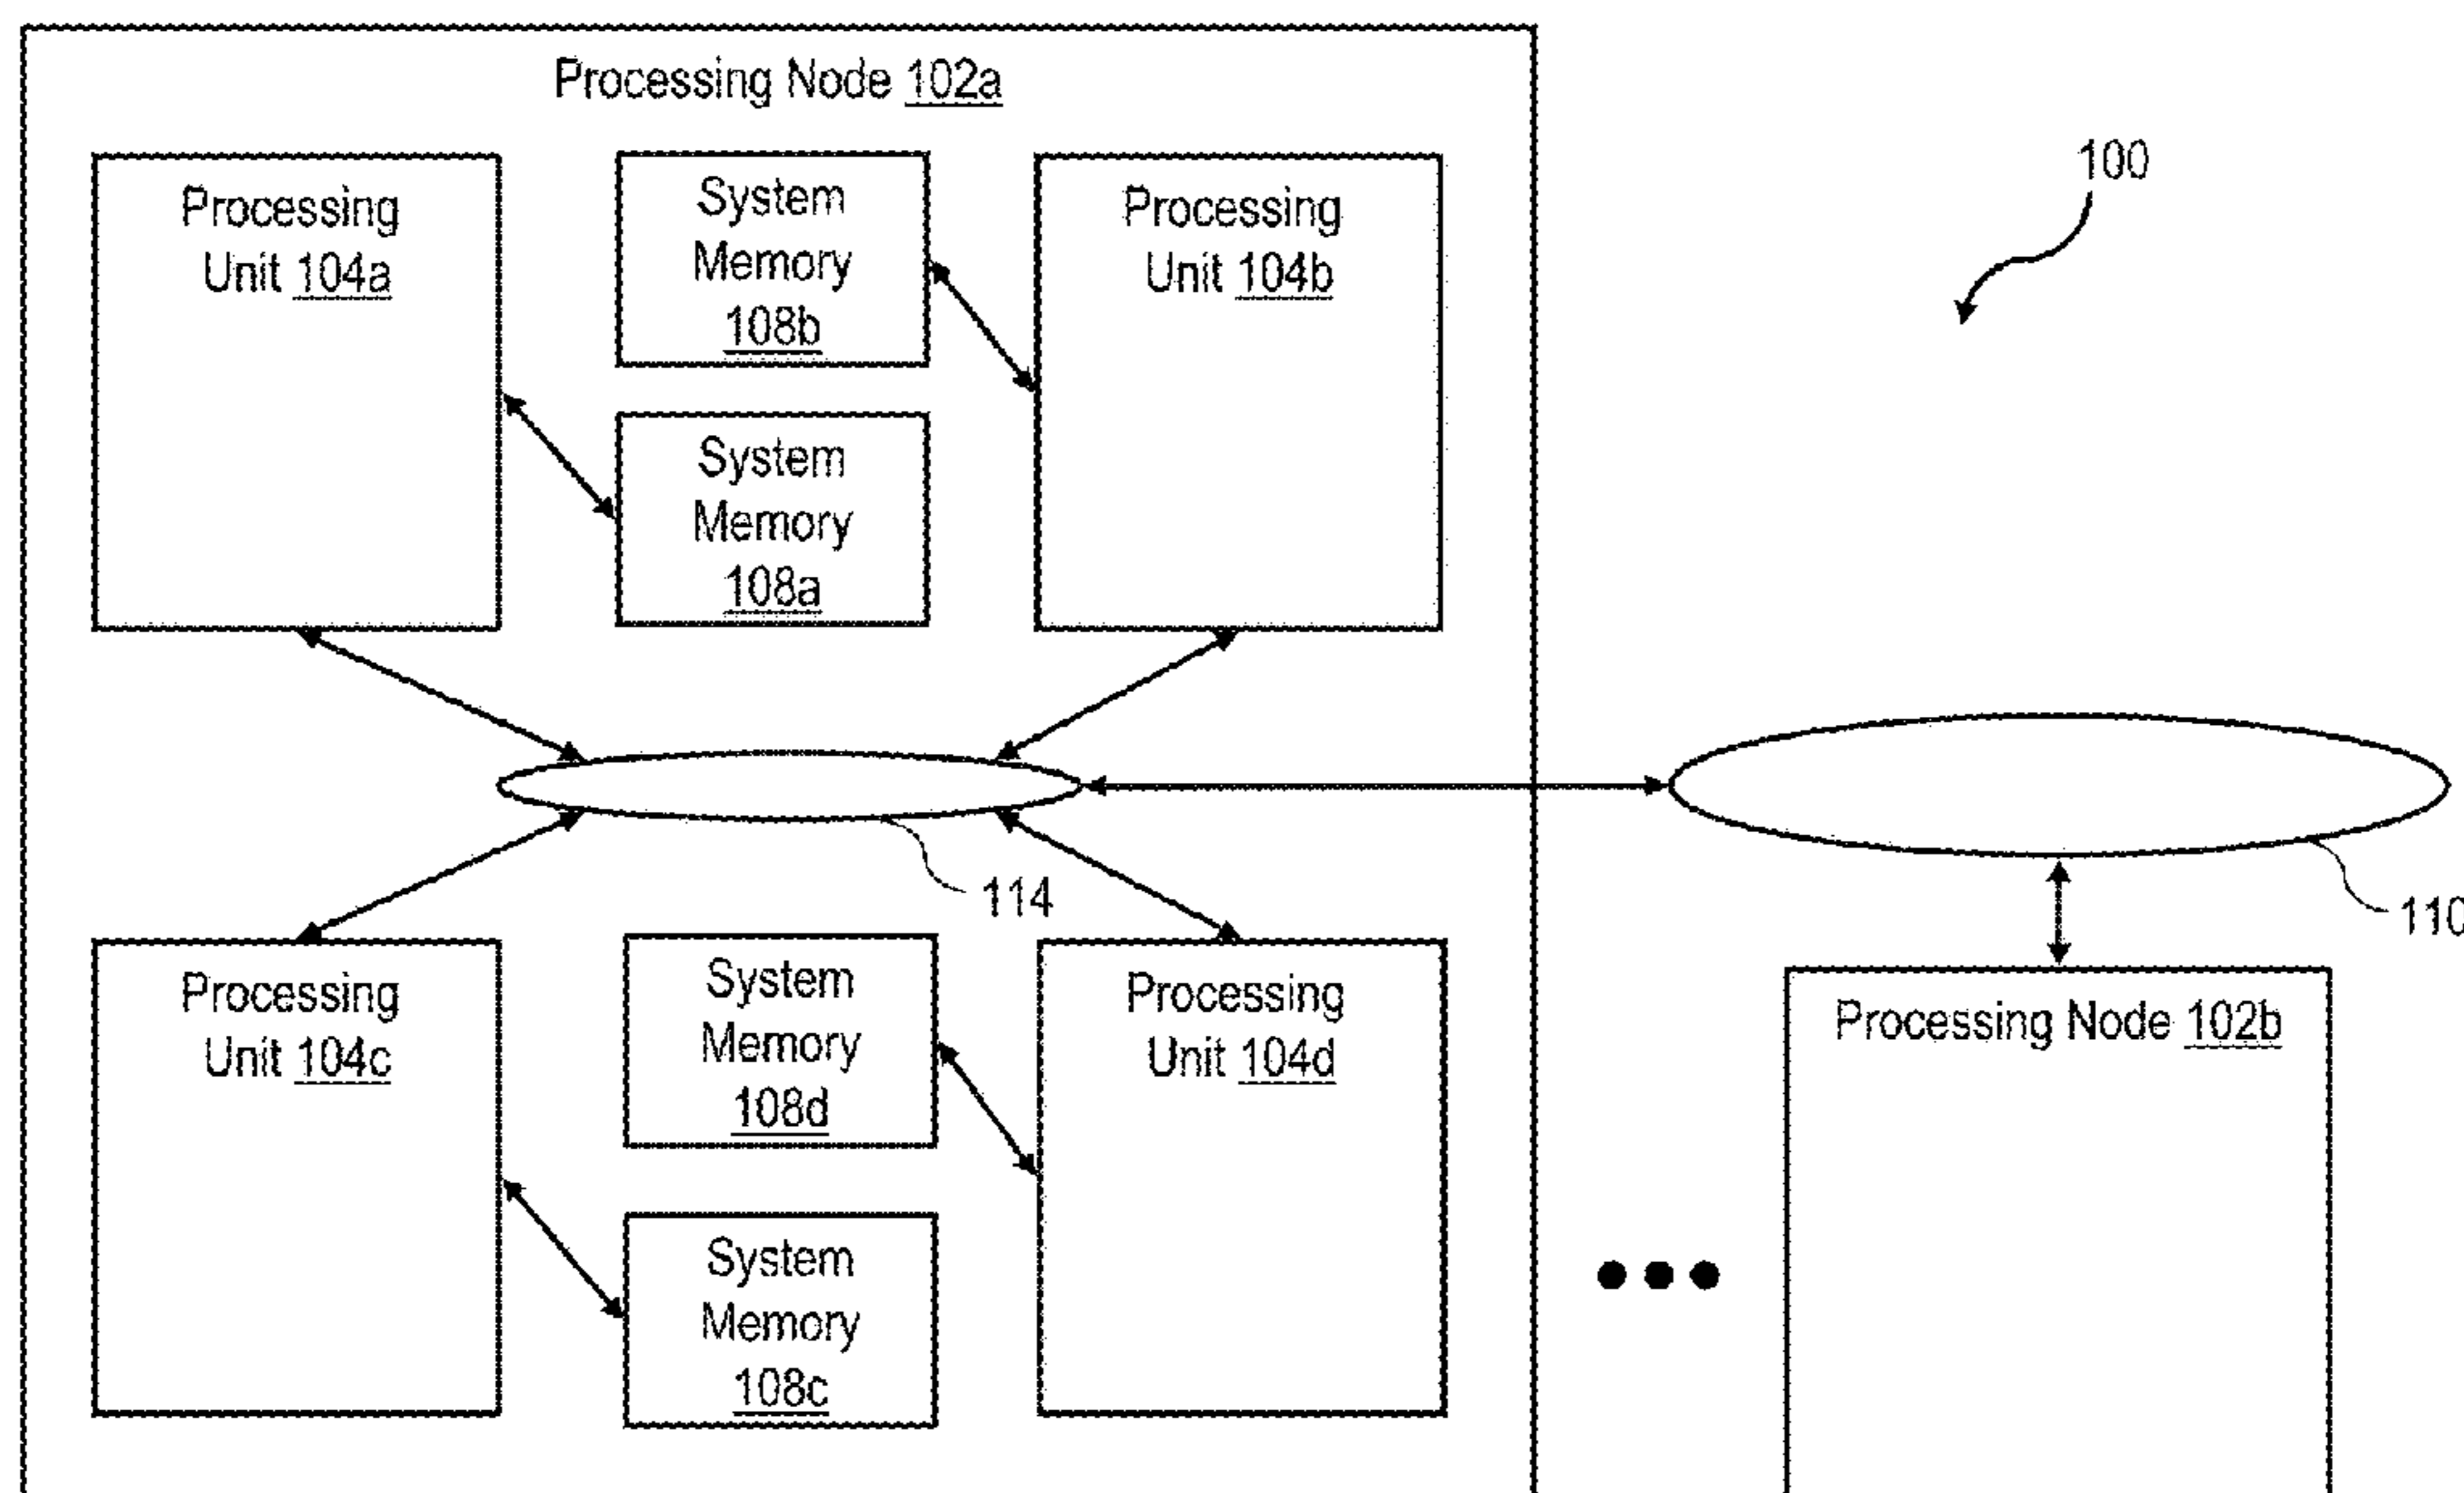 Processing Node 102a
100
Processing
Unit 104a
System
Memory
108b
Processing
Unit 104b
System
Memory
108a
114
110
Processing
Unit 104c
System
Memory
108d
Processing
Unit 104d
Processing Node 102b
System
Memory
108c